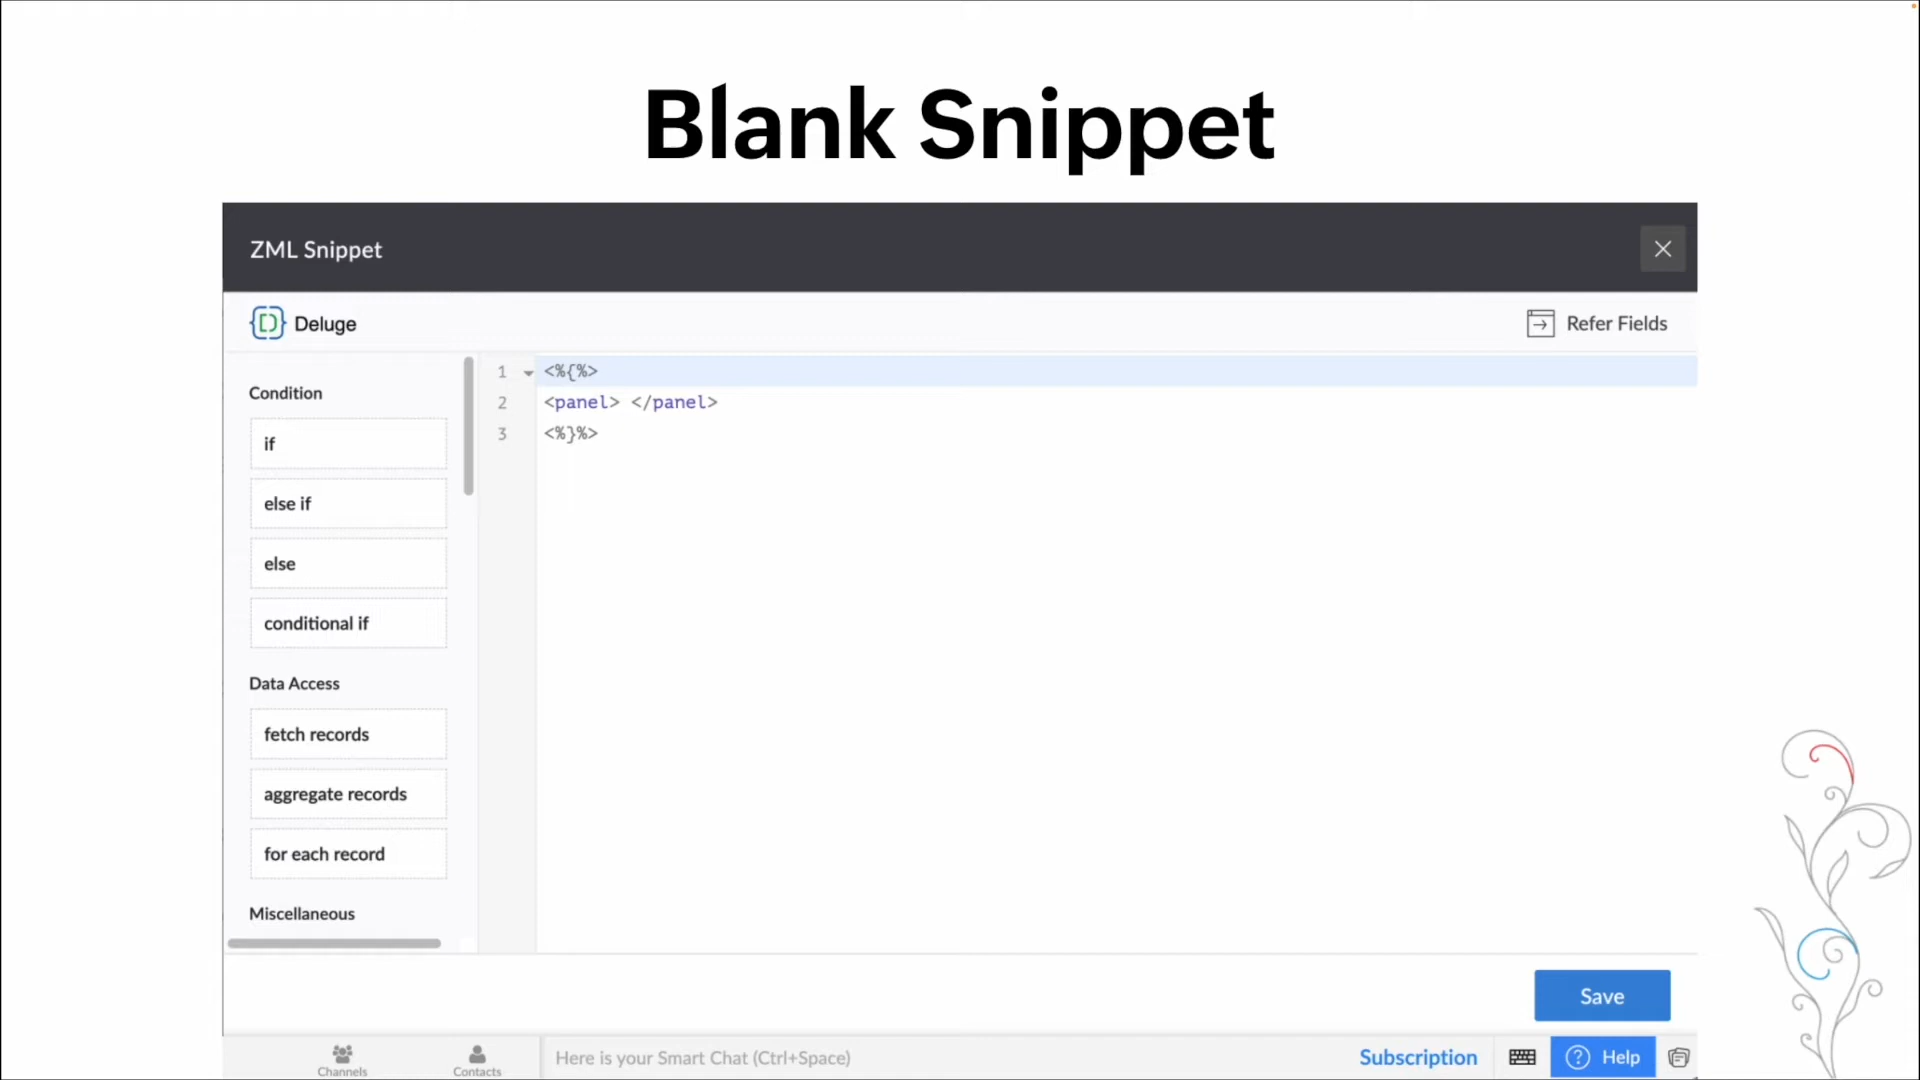 Blank Snippet
ZML Snippet
Deluge
Refer Fields
Condition
if
else if
else
conditional if
Data Access
fetch records
aggregate records
for each record
Miscellaneous
1 <%{%>
2 <panel> </panel>
3 <%}%>
Save
Channels
Contacts
Here is your Smart Chat (Ctrl+Space)
Subscription
Help